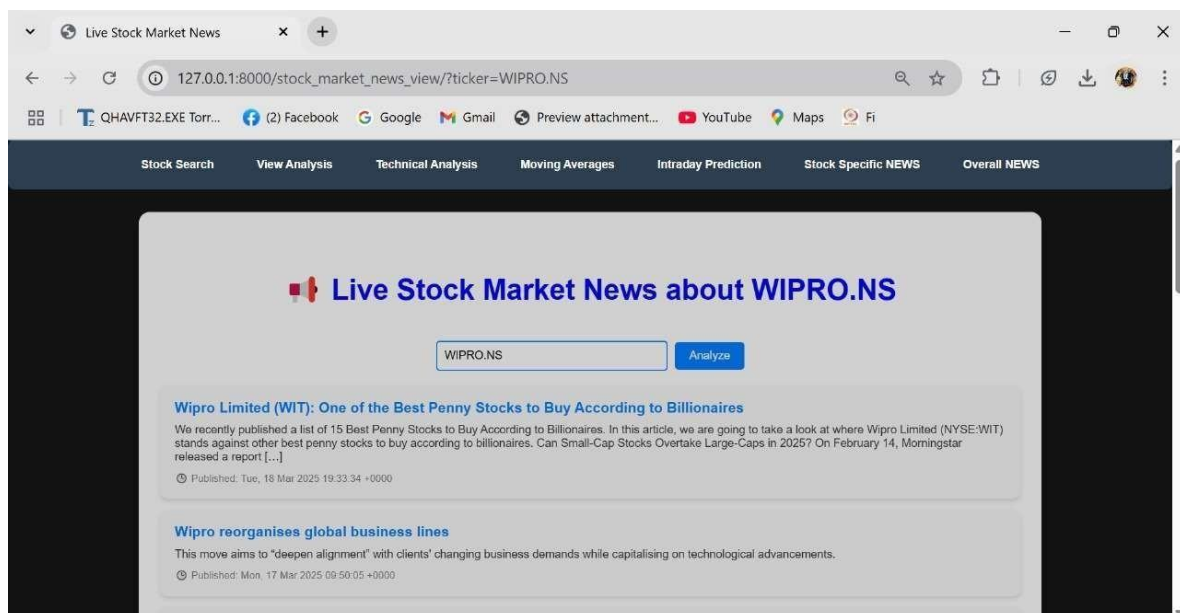 Live Stock Market News
127.0.0.1:8000/stock_market_news_view/?ticker=WIPRO.NS
QHAVFT32.EXE Torr... (2) Facebook Google Gmail Preview attachment... YouTube Maps Fi
Stock Search View Analysis Technical Analysis Moving Averages Intraday Prediction Stock Specific NEWS Overall NEWS
Live Stock Market News about WIPRO.NS
WIPRO.NS Analyze
Wipro Limited (WIT): One of the Best Penny Stocks to Buy According to Billionaires
We recently published a list of 15 Best Penny Stocks to Buy According to Billionaires. In this article, we are going to take a look at where Wipro Limited (NYSE:WIT)
stands against other best penny stocks to buy according to billionaires. Can Small-Cap Stocks Overtake Large-Caps in 2025? On February 14, Morningstar
released a report […]
Published: Tue, 18 Mar 2025 19:33:34 +0000
Wipro reorganises global business lines
This move aims to “deepen alignment” with clients' changing business demands while capitalising on technological advancements.
Published: Mon, 17 Mar 2025 09:50:05 +0000